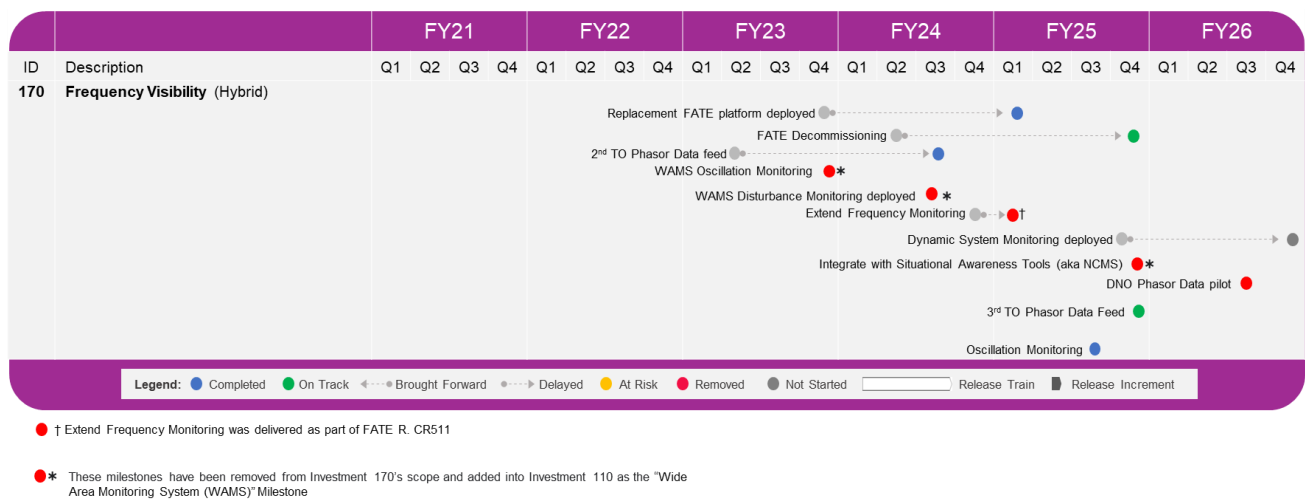 FY21 FY22 FY23 FY24 FY25 FY26
ID Description Q1 Q2 Q3 Q4 Q1 Q2 Q3 Q4 Q1 Q2 Q3 Q4 Q1 Q2 Q3 Q4 Q1 Q2 Q3 Q4 Q1 Q2 Q3 Q4
170 Frequency Visibility (Hybrid)
Replacement FATE platform deployed
FATE Decommissioning
2nd TO Phasor Data feed
WAMS Oscillation Monitoring *
WAMS Disturbance Monitoring deployed *
Extend Frequency Monitoring †
Dynamic System Monitoring deployed
Integrate with Situational Awareness Tools (aka NCMS) *
DNO Phasor Data pilot
3rd TO Phasor Data Feed
Oscillation Monitoring
Legend: Completed On Track Brought Forward Delayed At Risk Removed Not Started Release Train Release Increment
† Extend Frequency Monitoring was delivered as part of FATE R. CR511
* These milestones have been removed from Investment 170's scope and added into Investment 110 as the "Wide
Area Monitoring System (WAMS)" Milestone